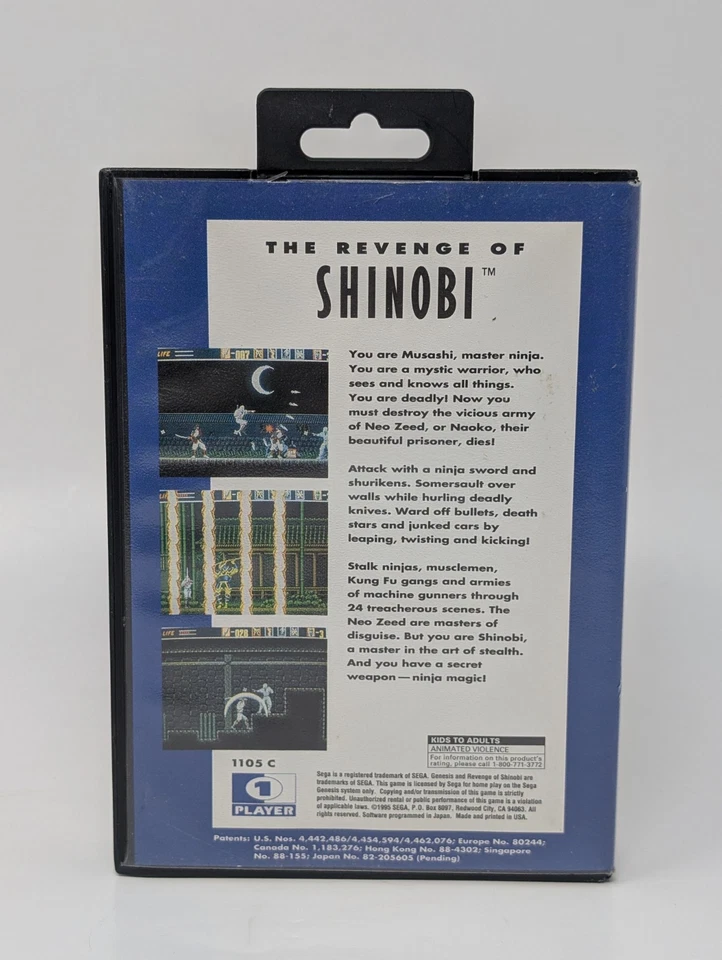 THE REVENGE OF
SHINOBI™
You are Musashi, master ninja.
You are a mystic warrior, who
sees and knows all things.
You are deadly! Now you
must destroy the vicious army
of Neo Zeed, or Naoko, their
beautiful prisoner, dies!
Attack with a ninja sword and
shurikens. Somersault over
walls while hurling deadly
knives. Ward off bullets, death
stars and junked cars by
leaping, twisting and kicking!
Stalk ninjas, musclemen,
Kung Fu gangs and armies
of machine gunners through
24 treacherous scenes. The
Neo Zeed are masters of
disguise. But you are Shinobi,
a master in the art of stealth.
And you have a secret
weapon — ninja magic!
LIFE
-087
LIFE
-028
-3
KIDS TO ADULTS
ANIMATED VIOLENCE
For information on this product's
rating, please call 1-800-771-3772
1105 C
1
PLAYER
Sega is a registered trademark of SEGA. Genesis and Revenge of Shinobi are
trademarks of SEGA. This game is licensed by Sega for home play on the Sega
Genesis system only. Copying and/or transmission of this game is strictly
prohibited. Unauthorized rental or public performance of this game is a violation
of applicable laws. ©1995 SEGA, P.O. Box 8097, Redwood City, CA 94063. All
rights reserved. Software programmed in Japan. Made and printed in USA.
Patents: U.S. Nos. 4,442,486/4,454,594/4,462,076; Europe No. 80244;
Canada No. 1,183,276; Hong Kong No. 88-4302; Singapore
No. 88-155; Japan No. 82-205605 (Pending)